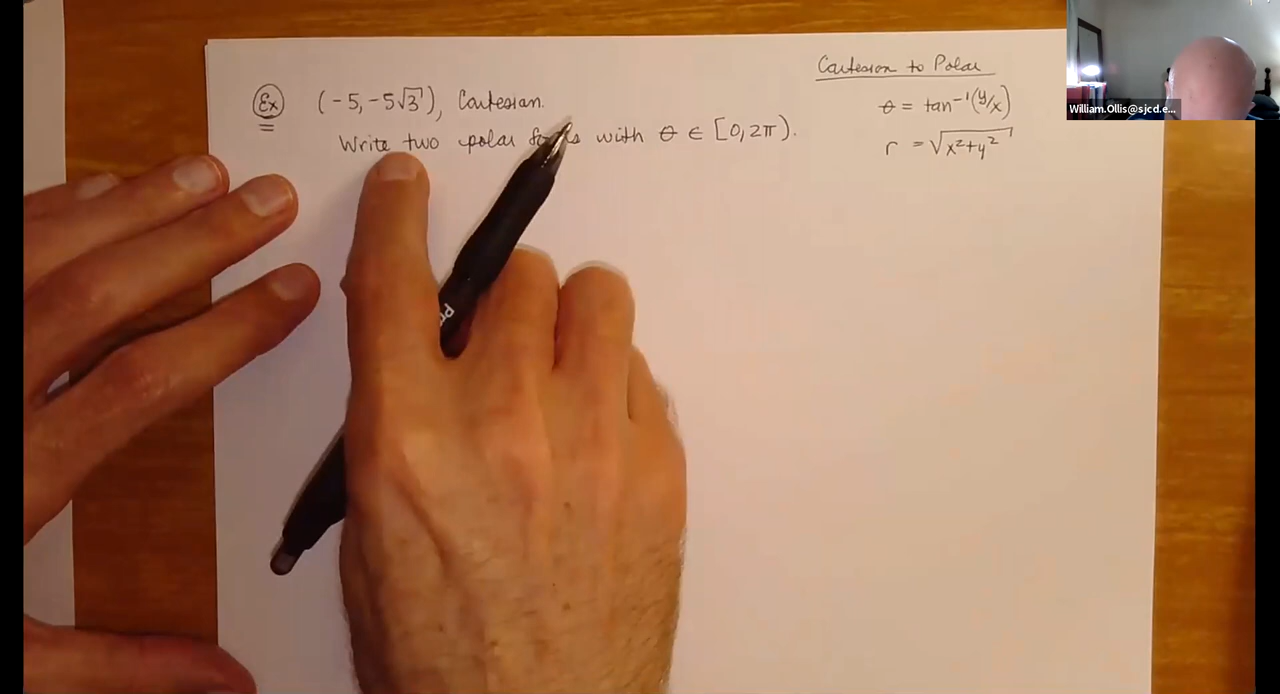 Ex (-5, -5√3), Cartesian.
Write two polar with θ ∈ [0, 2π).
Cartesian to Polar
θ = tan⁻¹(y/x)
r = √x²+y²
William.Ollis@sjcd.e...